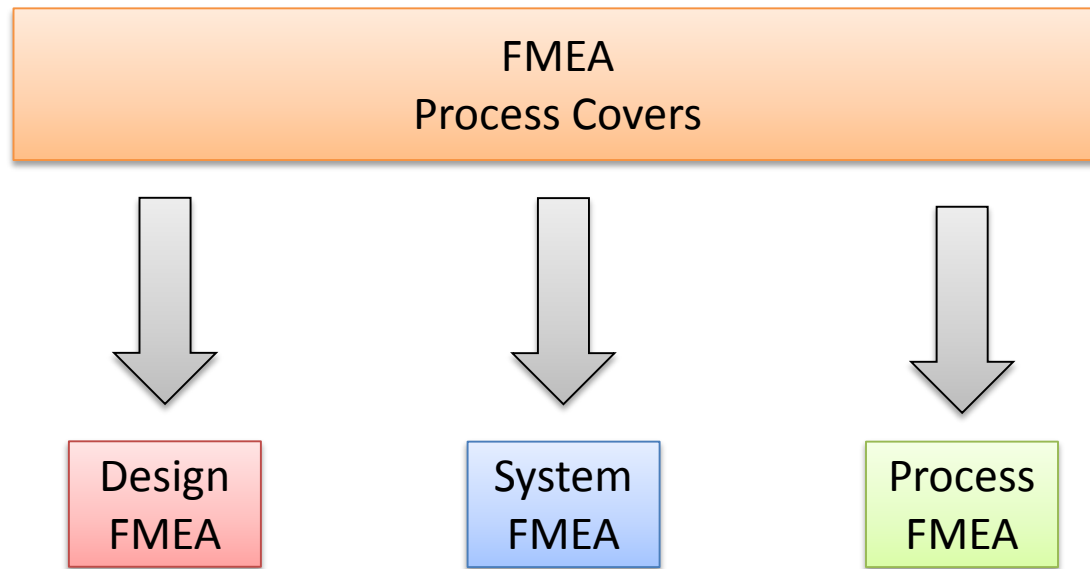 FMEA
Process Covers
Design
FMEA
System
FMEA
Process
FMEA